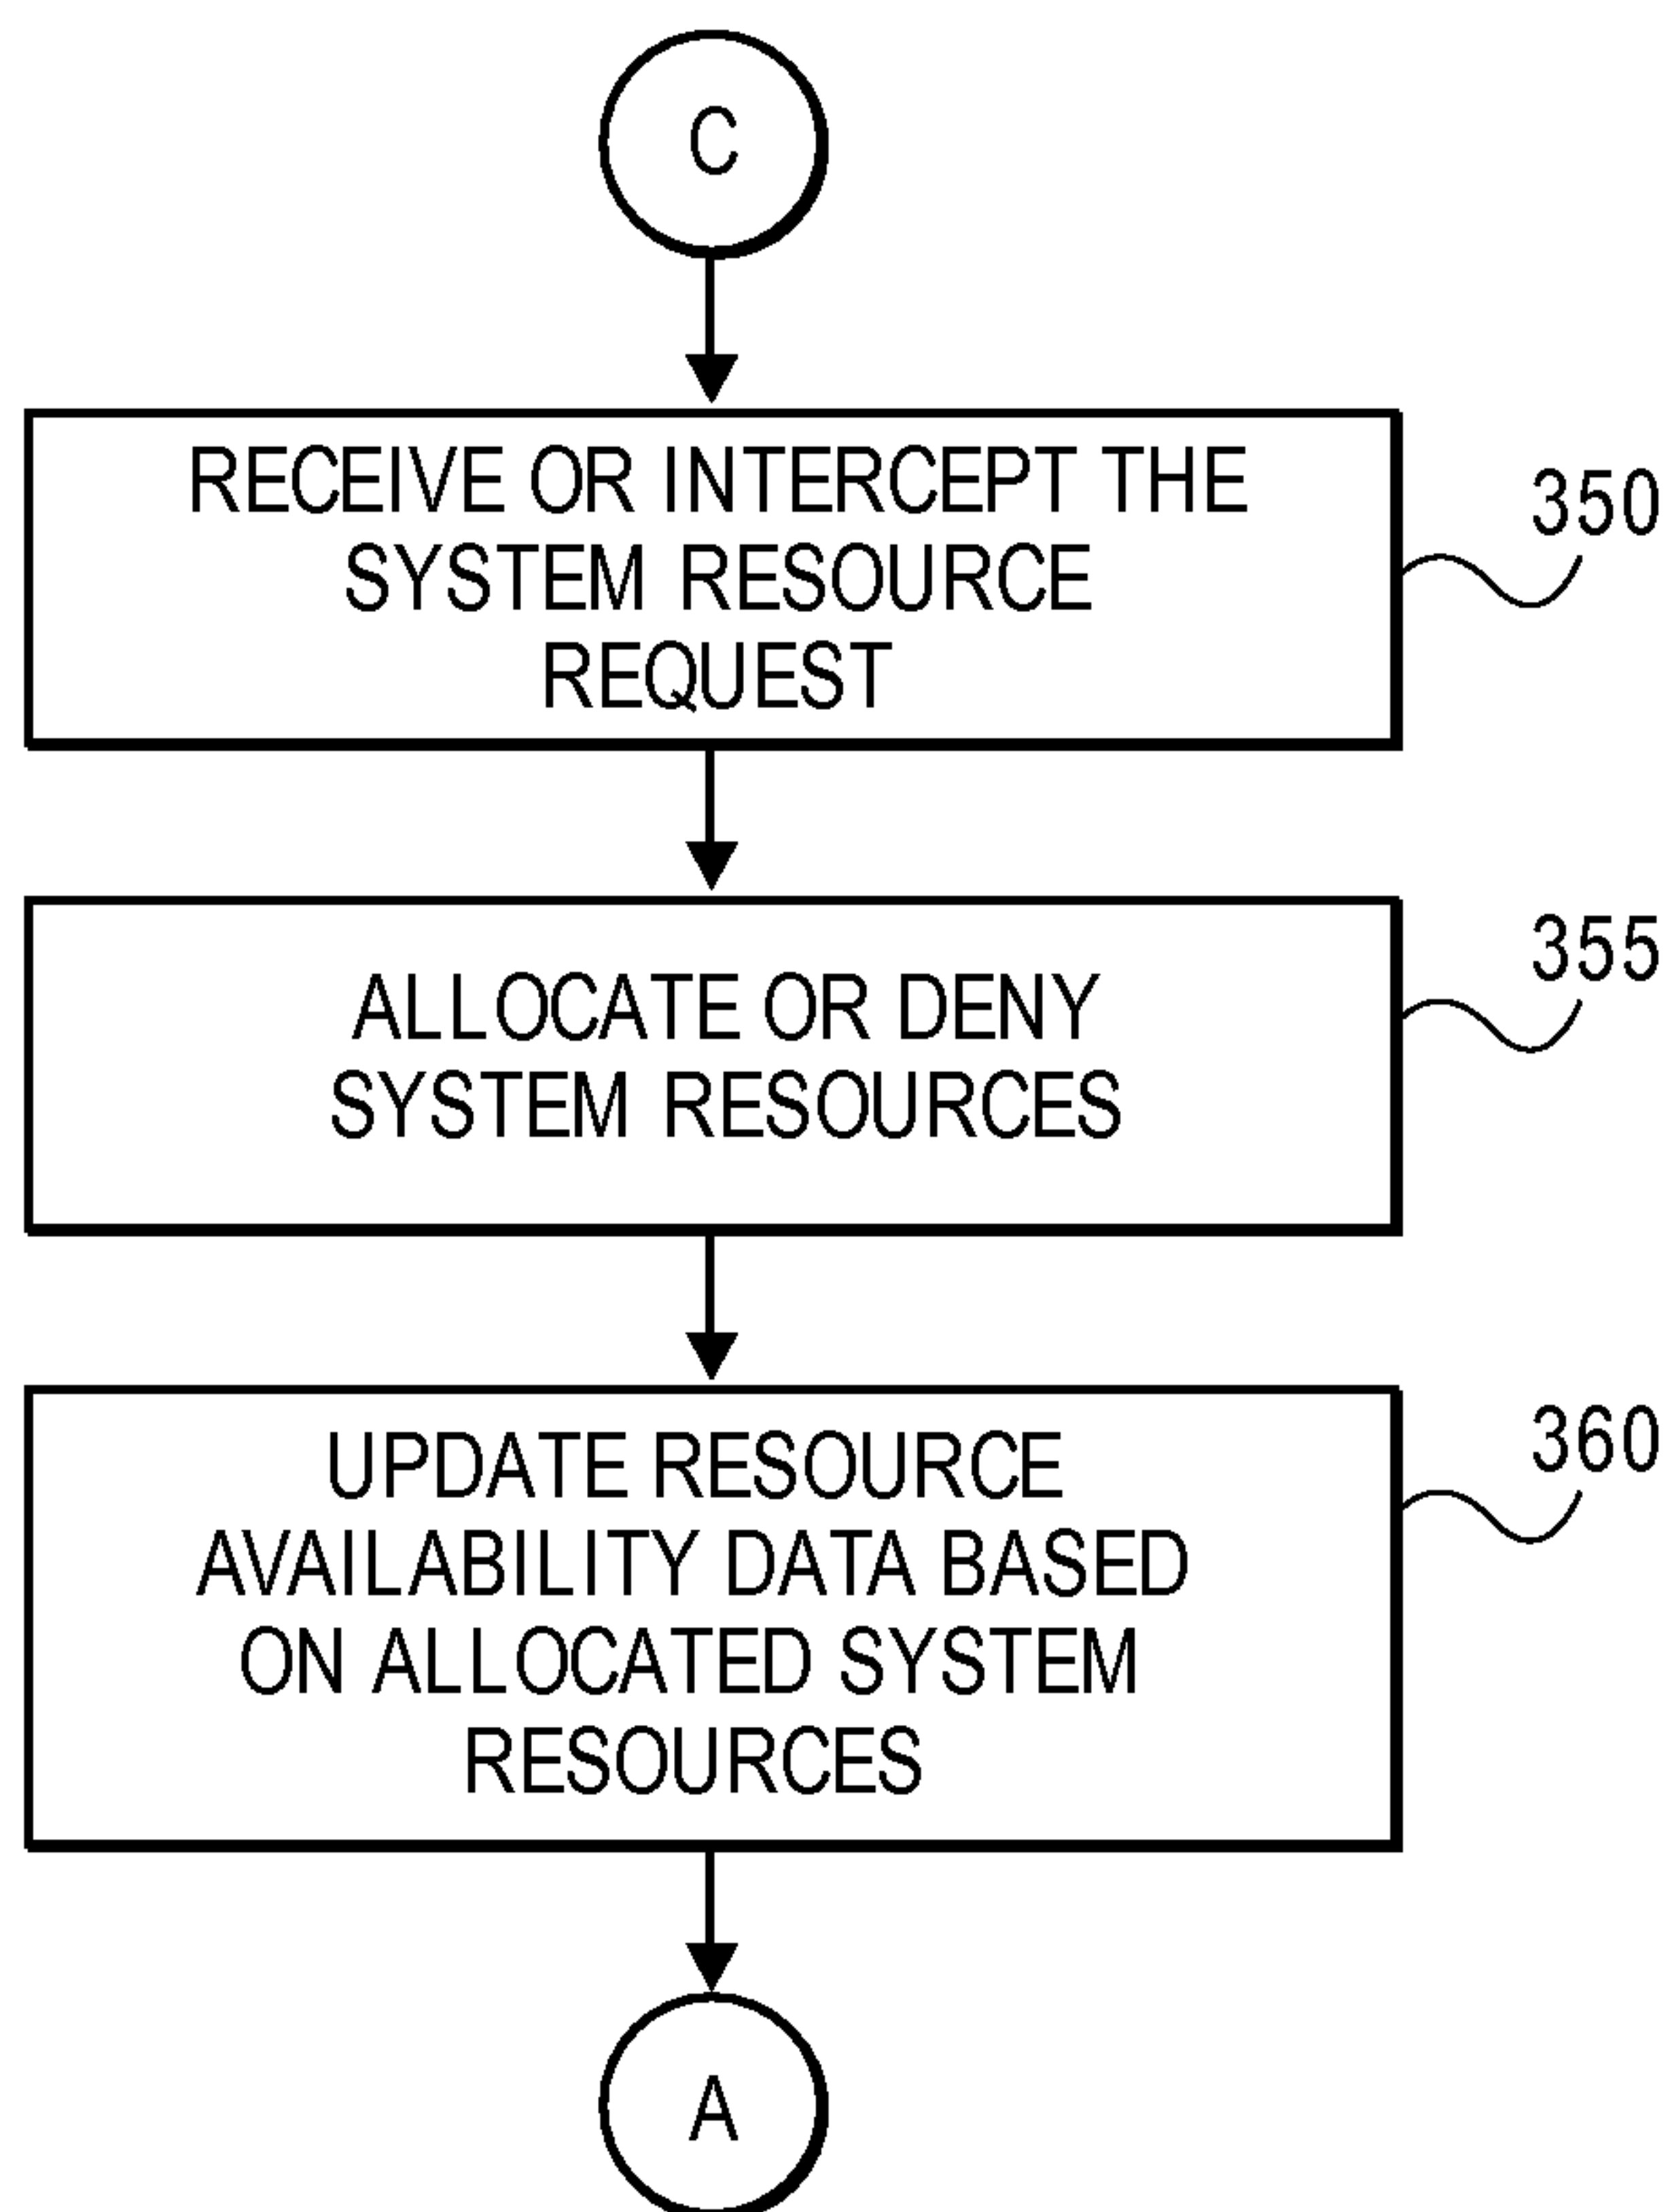 C
RECEIVE OR INTERCEPT THE
SYSTEM RESOURCE
REQUEST
350
ALLOCATE OR DENY
SYSTEM RESOURCES
355
UPDATE RESOURCE
AVAILABILITY DATA BASED
ON ALLOCATED SYSTEM
RESOURCES
360
A